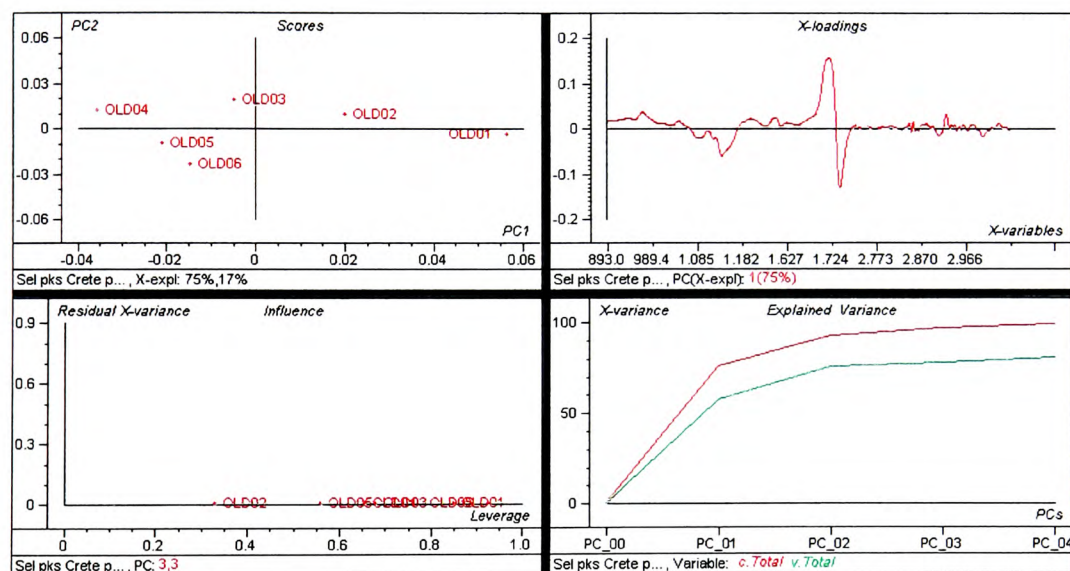 PC2 Scores
0.06
0.03
0
-0.03
-0.06
OLD04
OLD03
OLD02
OLD01
OLD05
OLD06
PC1
-0.04 -0.02 0 0.02 0.04 0.06
Sel pks Crete p... , X-expl: 75%,17%
X-loadings
0.2
0.1
0
-0.1
-0.2
X-variables
893.0 989.4 1.085 1.182 1.627 1.724 2.773 2.870 2.966
Sel pks Crete p... , PC(X-expl): 1(75%)
Residual X-variance Influence
0.9
0.6
0.3
0
OLD02
OLD01
Leverage
0 0.2 0.4 0.6 0.8 1.0
Sel pks Crete p... , PC: 3,3
X-variance Explained Variance
100
50
0
PCs
PC_00 PC_01 PC_02 PC_03 PC_04
Sel pks Crete p... , Variable: c.Total v.Total